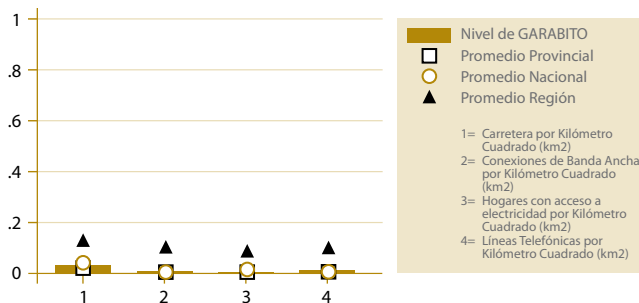 1
.8
.6
.4
.2
0
1 2 3 4
Nivel de GARABITO
Promedio Provincial
Promedio Nacional
Promedio Región
1= Carretera por Kilómetro
Cuadrado (km2)
2= Conexiones de Banda Ancha
por Kilómetro Cuadrado
(km2)
3= Hogares con acceso a
electricidad por Kilómetro
Cuadrado (km2)
4= Líneas Telefónicas por
Kilómetro Cuadrado (km2)